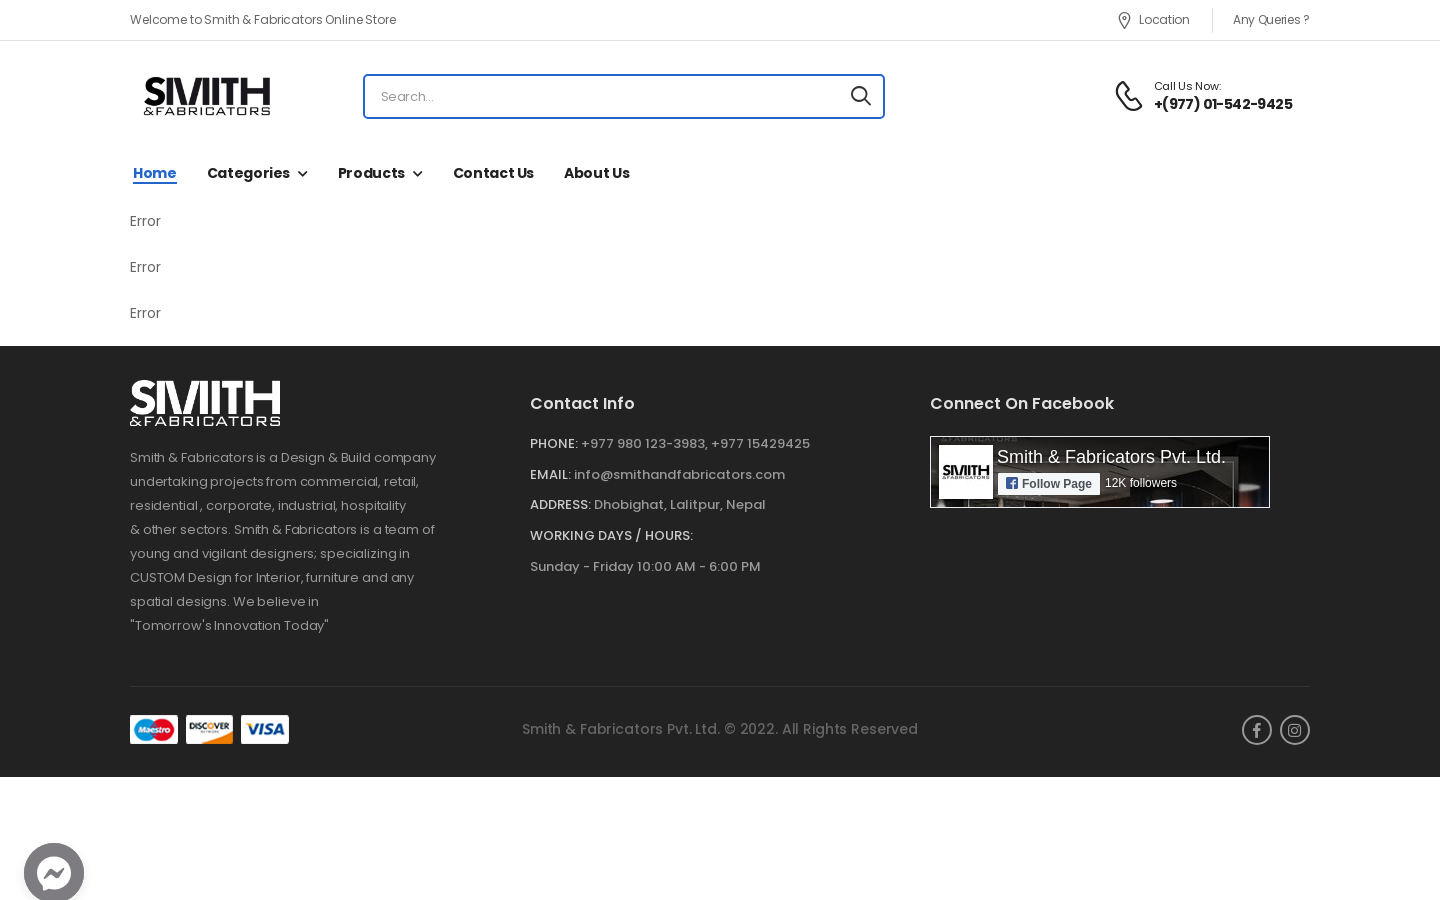 Welcome to Smith & Fabricators Online Store
Location
Any Queries ?
SMITH
&FABRICATORS
Search...
Call Us Now:
+(977) 01-542-9425
Home
Categories
Products
Contact Us
About Us
Error
Error
Error
SMITH
&FABRICATORS
Smith & Fabricators is a Design & Build company
undertaking projects from commercial, retail,
residential , corporate, industrial, hospitality
& other sectors. Smith & Fabricators is a team of
young and vigilant designers; specializing in
CUSTOM Design for Interior, furniture and any
spatial designs. We believe in
"Tomorrow's Innovation Today"
Contact Info
PHONE: +977 980 123-3983, +977 15429425
EMAIL: info@smithandfabricators.com
ADDRESS: Dhobighat, Lalitpur, Nepal
WORKING DAYS / HOURS:
Sunday - Friday 10:00 AM - 6:00 PM
Connect On Facebook
&FABRICATORS
SMITH
&FABRICATORS
Smith & Fabricators Pvt. Ltd.
Follow Page
12K followers
Maestro
DISCOVER
NETWORK
VISA
Smith & Fabricators Pvt. Ltd. © 2022. All Rights Reserved